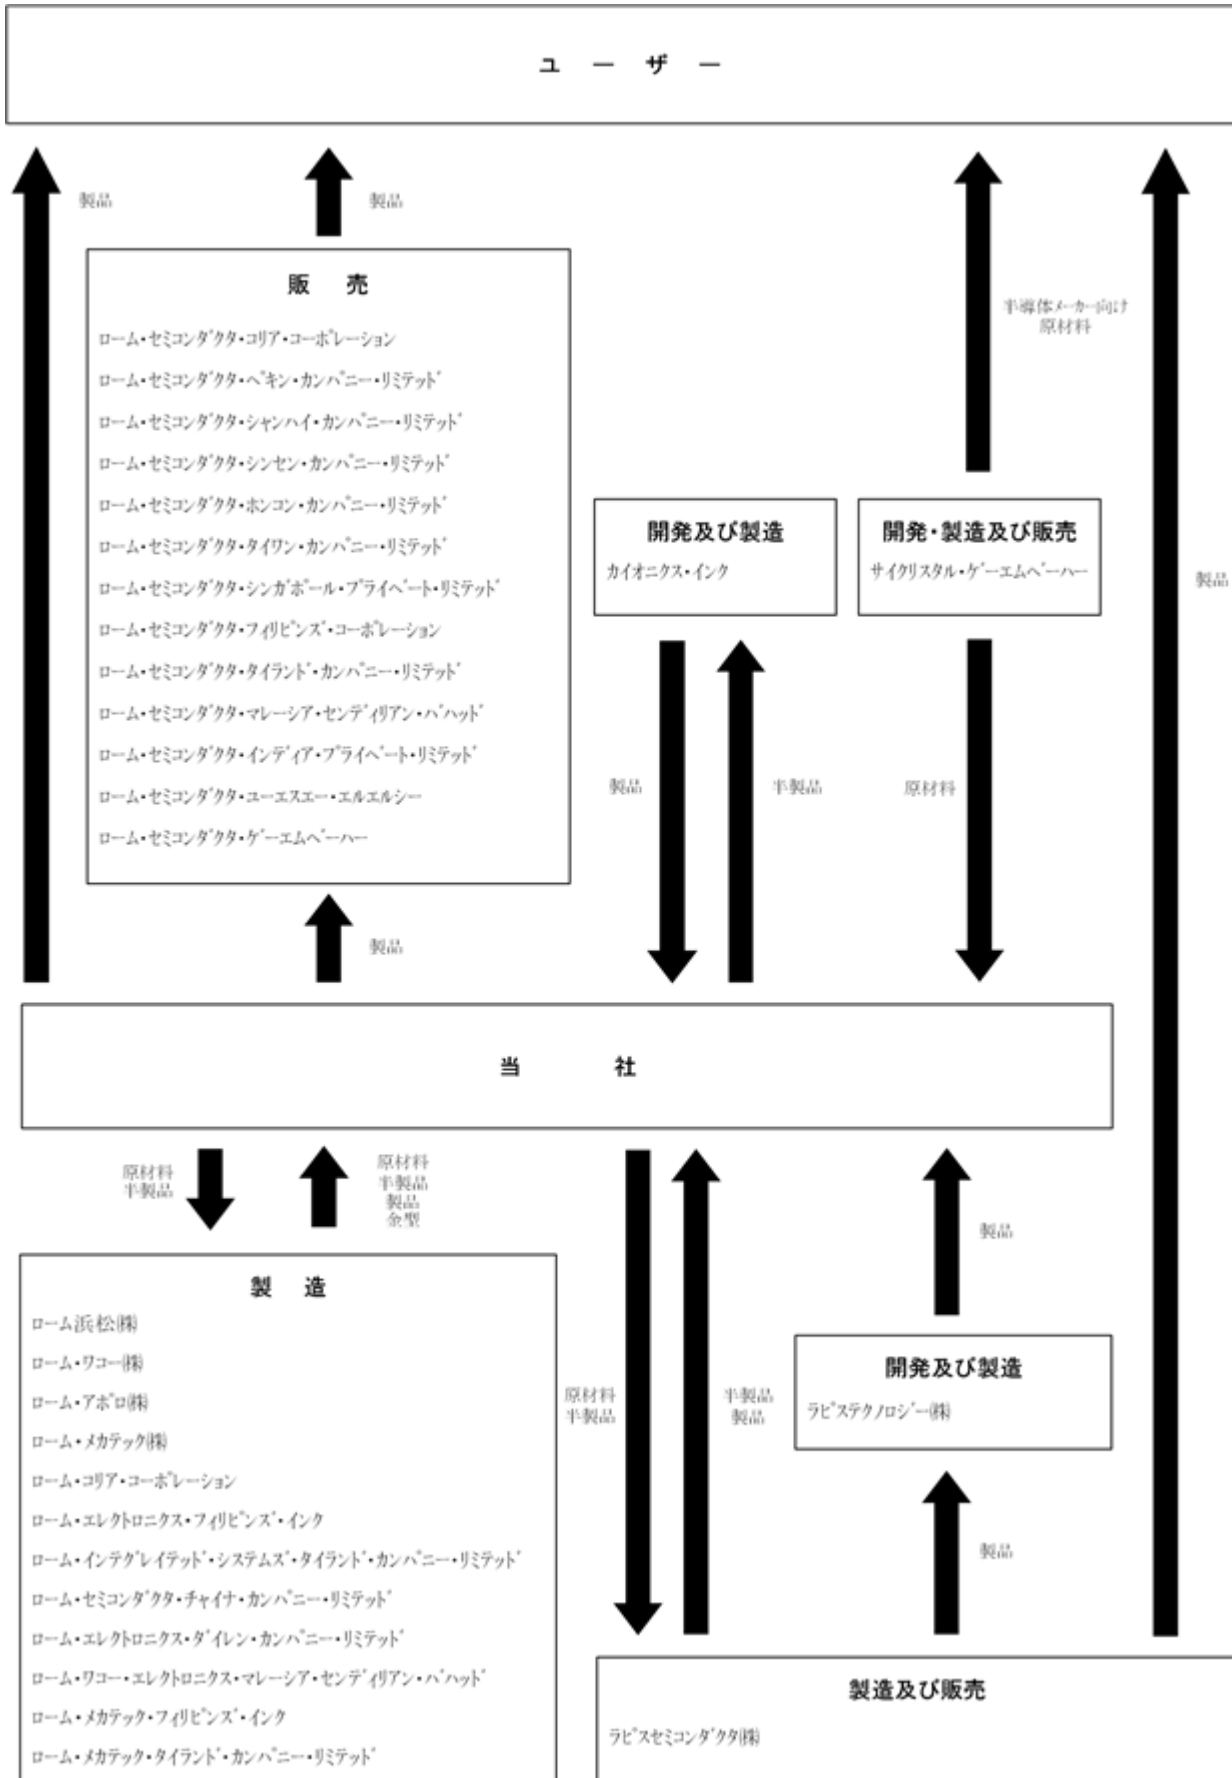 ユーザー
製品
製品
販売
ローム・セミコンダクタ・コリア・コーポレーション
ローム・セミコンダクタ・ペキン・カンパニー・リミテッド
ローム・セミコンダクタ・シャンハイ・カンパニー・リミテッド
ローム・セミコンダクタ・シンセン・カンパニー・リミテッド
ローム・セミコンダクタ・ホンコン・カンパニー・リミテッド
ローム・セミコンダクタ・タイワン・カンパニー・リミテッド
ローム・セミコンダクタ・シンガポール・プライベート・リミテッド
ローム・セミコンダクタ・フィリピンズ・コーポレーション
ローム・セミコンダクタ・タイランド・カンパニー・リミテッド
ローム・セミコンダクタ・マレーシア・センディリアン・バハッド
ローム・セミコンダクタ・インディア・プライベート・リミテッド
ローム・セミコンダクタ・ユーエスエー・エルエルシー
ローム・セミコンダクタ・ゲーエムベーハー
半導体メーカー向け
原材料
開発及び製造
カイオニクス・インク
開発・製造及び販売
サイクリスタル・ゲーエムベーハー
製品
製品
半製品
原材料
製品
当社
原材料
半製品
原材料
半製品
製品
金型
製造
ローム浜松㈱
ローム・ワコー㈱
ローム・アポロ㈱
ローム・メカテック㈱
ローム・コリア・コーポレーション
ローム・エレクトロニクス・フィリピンズ・インク
ローム・インテグレイテッド・システムズ・タイランド・カンパニー・リミテッド
ローム・セミコンダクタ・チャイナ・カンパニー・リミテッド
ローム・エレクトロニクス・ダイレン・カンパニー・リミテッド
ローム・ワコー・エレクトロニクス・マレーシア・センディリアン・バハッド
ローム・メカテック・フィリピンズ・インク
ローム・メカテック・タイランド・カンパニー・リミテッド
原材料
半製品
半製品
製品
製品
開発及び製造
ラピステクノロジー㈱
製品
製造及び販売
ラピスセミコンダクタ㈱